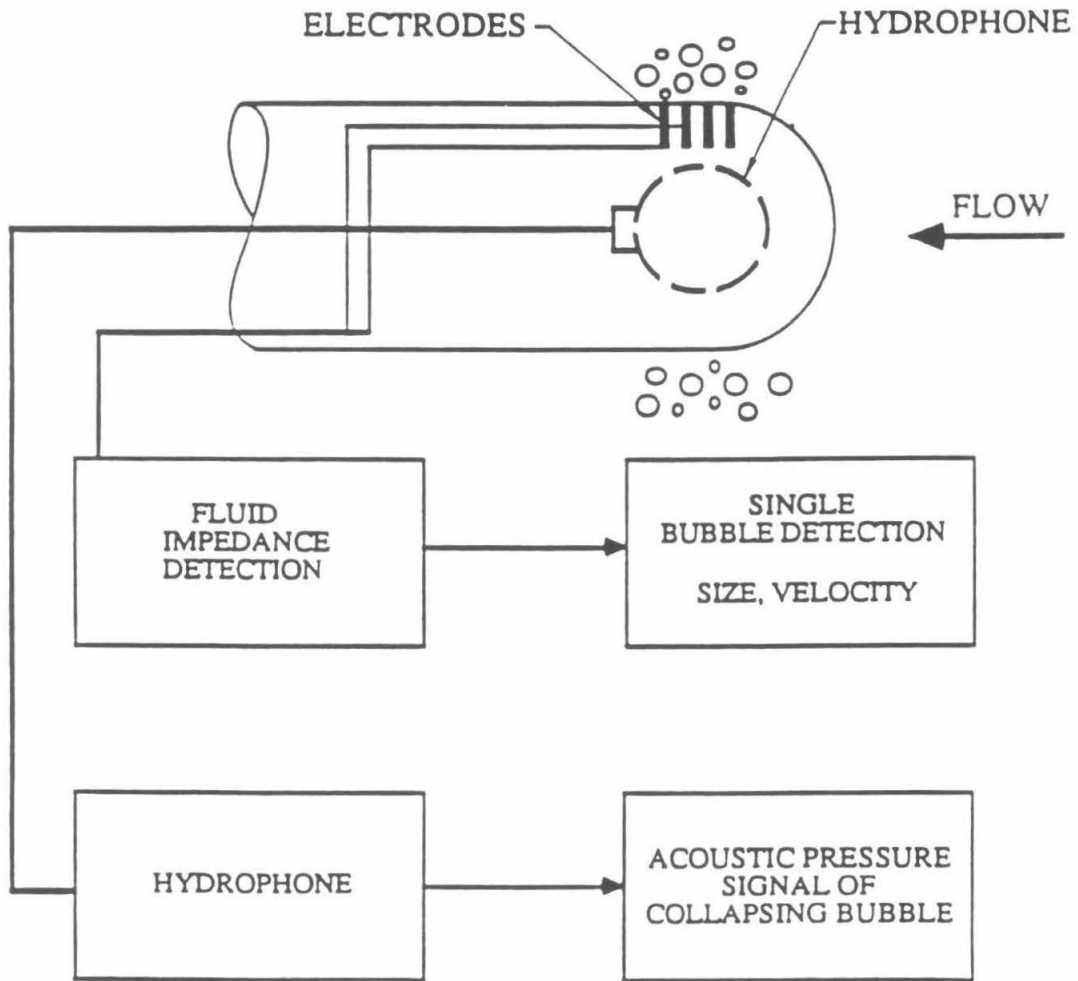 ELECTRODES
HYDROPHONE
FLOW
FLUID
IMPEDANCE
DETECTION
SINGLE
BUBBLE DETECTION
SIZE, VELOCITY
HYDROPHONE
ACOUSTIC PRESSURE
SIGNAL OF
COLLAPSING BUBBLE